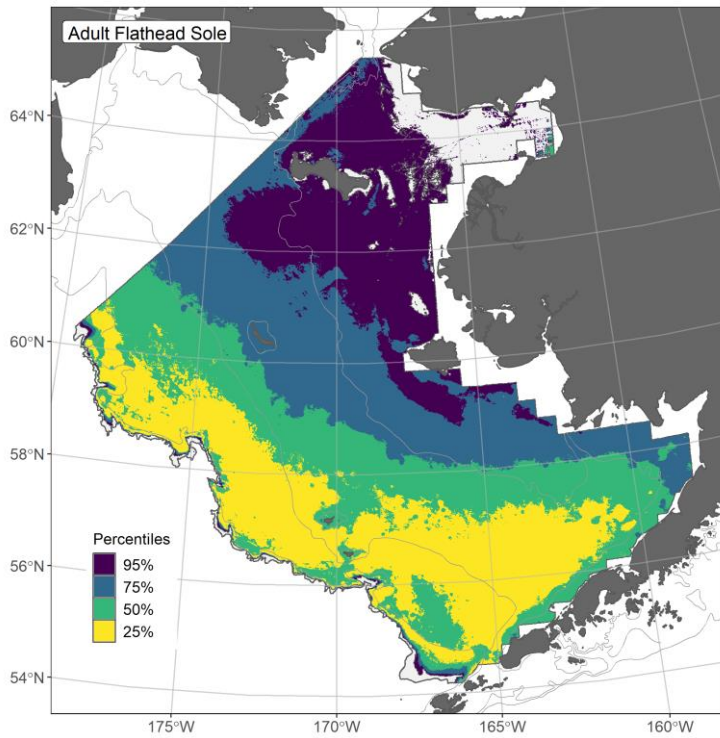 Adult Flathead Sole
64°N
62°N
60°N
58°N
56°N
54°N
Percentiles
95%
75%
50%
25%
175°W
170°W
165°W
160°W